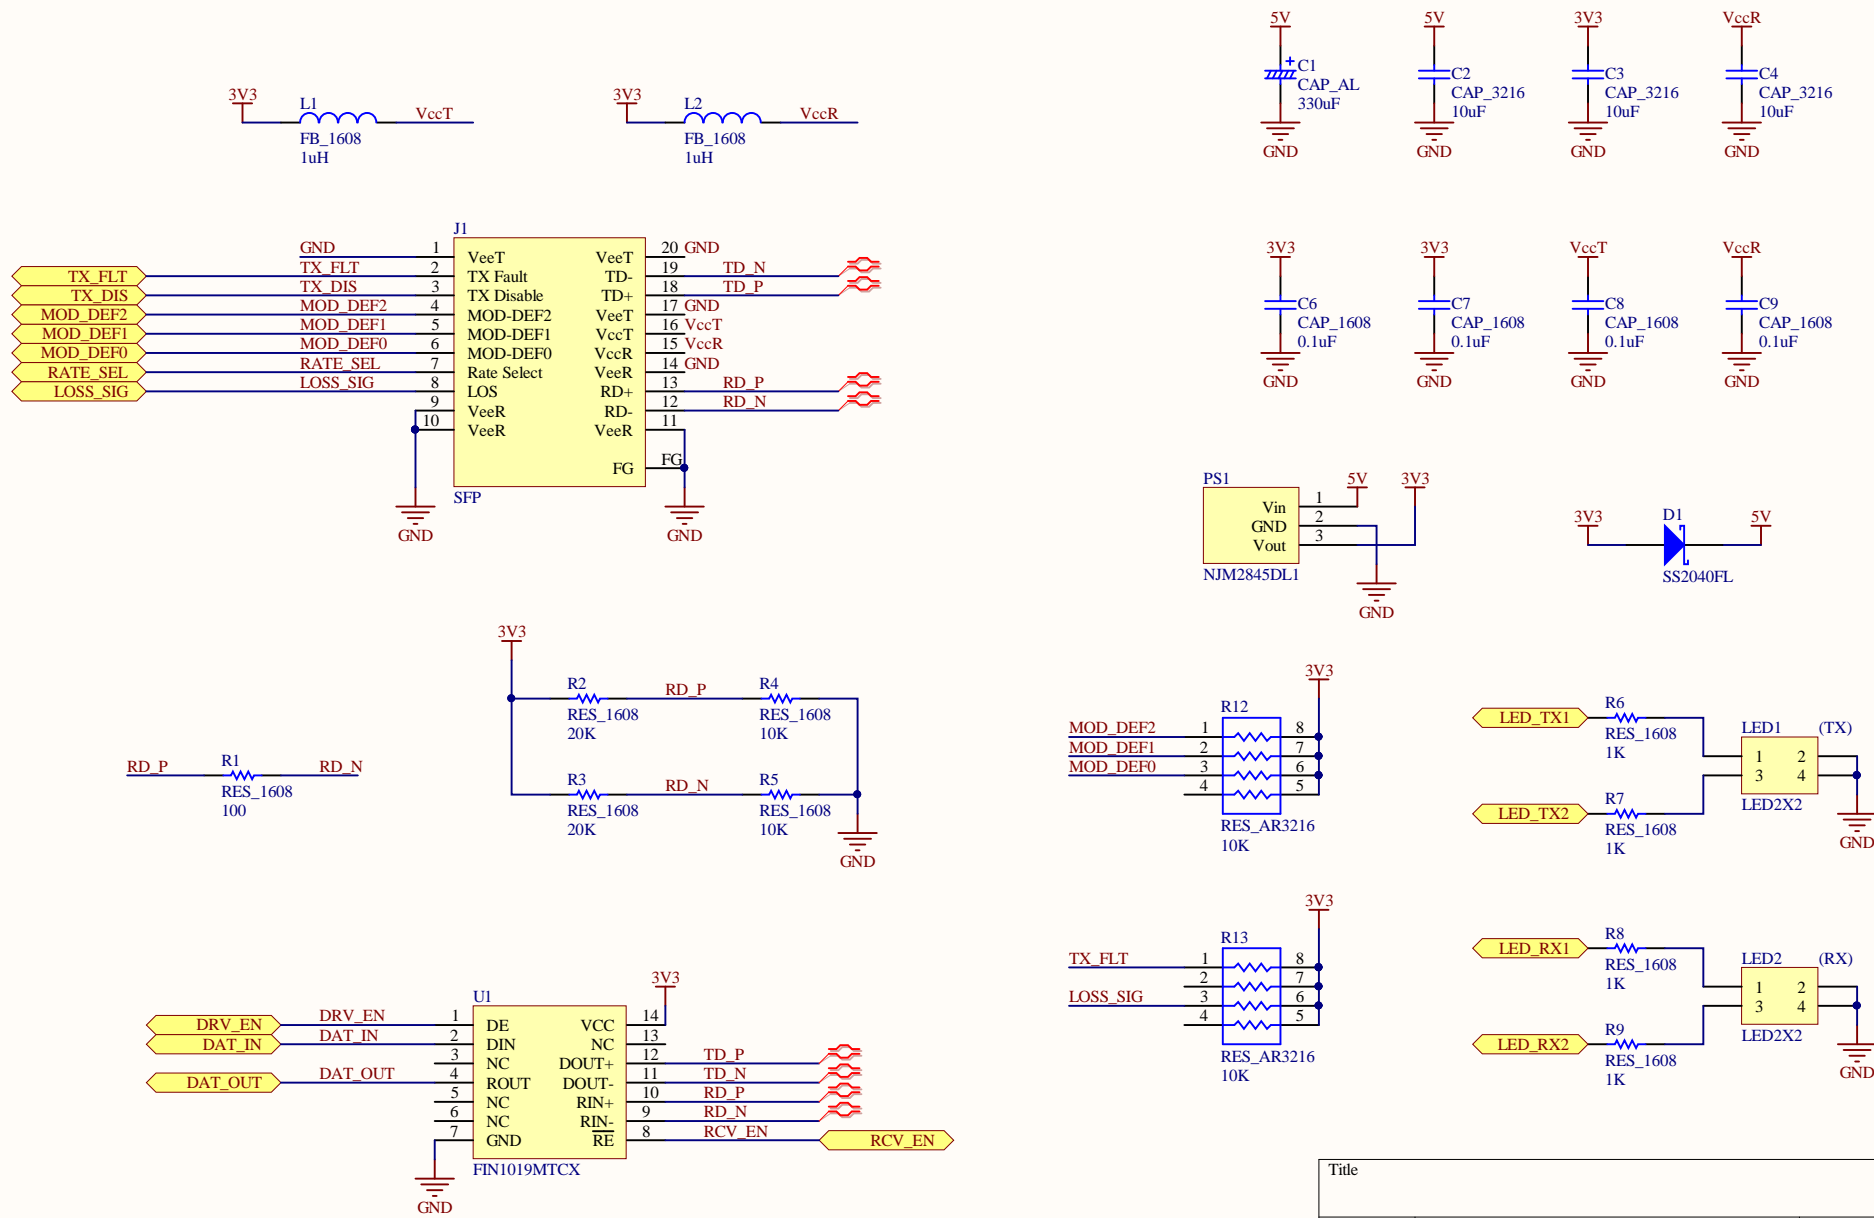 5V
C1
+
CAP_AL
330uF
GND
5V
C2
CAP_3216
10uF
GND
3V3
C3
CAP_3216
10uF
GND
VccR
C4
CAP_3216
10uF
GND
3V3
L1
VccT
FB_1608
1uH
3V3
L2
VccR
FB_1608
1uH
J1
GND 1 VeeT VeeT 20 GND
TX_FLT TX_FLT 2 TX Fault TD- 19 TD_N
TX_DIS TX_DIS 3 TX Disable TD+ 18 TD_P
MOD_DEF2 MOD_DEF2 4 MOD-DEF2 VeeT 17 GND
MOD_DEF1 MOD_DEF1 5 MOD-DEF1 VccT 16 VccT
MOD_DEF0 MOD_DEF0 6 MOD-DEF0 VccR 15 VccR
RATE_SEL RATE_SEL 7 Rate Select VeeR 14 GND
LOSS_SIG LOSS_SIG 8 LOS RD+ 13 RD_P
9 VeeR RD- 12 RD_N
10 VeeR VeeR 11
FG FG
SFP
GND
GND
3V3
C6
CAP_1608
0.1uF
GND
3V3
C7
CAP_1608
0.1uF
GND
VccT
C8
CAP_1608
0.1uF
GND
VccR
C9
CAP_1608
0.1uF
GND
PS1
5V
3V3
Vin 1
GND 2
Vout 3
NJM2845DL1
GND
3V3
D1
5V
SS2040FL
RD_P
R1
RD_N
RES_1608
100
3V3
R2
RES_1608
20K
RD_P
R4
RES_1608
10K
R3
RES_1608
20K
RD_N
R5
RES_1608
10K
GND
3V3
R12
MOD_DEF2 1 8
MOD_DEF1 2 7
MOD_DEF0 3 6
4 5
RES_AR3216
10K
LED_TX1
R6
RES_1608
1K
LED1 (TX)
1 2
3 4
LED2X2
LED_TX2
R7
RES_1608
1K
GND
3V3
R13
TX_FLT 1 8
2 7
LOSS_SIG 3 6
4 5
RES_AR3216
10K
LED_RX1
R8
RES_1608
1K
LED2 (RX)
1 2
3 4
LED2X2
LED_RX2
R9
RES_1608
1K
GND
U1
3V3
DRV_EN DRV_EN 1 DE VCC 14
DAT_IN DAT_IN 2 DIN NC 13
3 NC DOUT+ 12 TD_P
DAT_OUT DAT_OUT 4 ROUT DOUT- 11 TD_N
5 NC RIN+ 10 RD_P
6 NC RIN- 9 RD_N
7 GND RE 8 RCV_EN RCV_EN
FIN1019MTCX
GND
Title